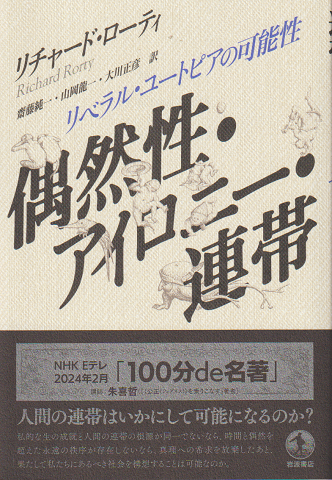 リチャード・ローティ
Richard Rorty
齋藤純一・山岡龍一・大川正彦 訳
リベラル・ユートピアの可能性
偶然性・
アイロニー・
連帯
NHK Eテレ
2024年2月
「100分de名著」
講師 朱喜哲
人間の連帯はいかにして可能になるのか?
私的な生の成就と人間の連帯の根源が同一でないなら、時間と偶然を
超えた永遠の秩序が存在しないなら、真理への希求を放棄したあと、
果たして私たちにあるべき社会を構想することは可能なのか。
岩波書店